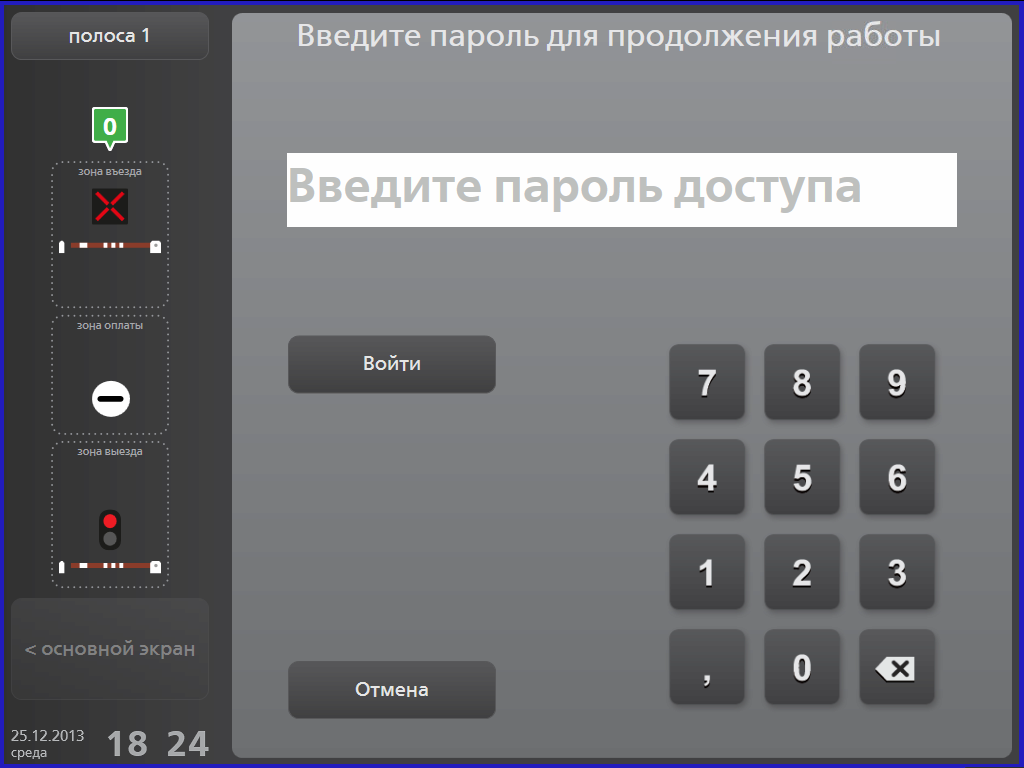 полоса 1
0
зона въезда
зона оплаты
зона выезда
< основной экран
25.12.2013
среда
18 24
Введите пароль для продолжения работы
Введите пароль доступа
Войти
Отмена
7 8 9
4 5 6
1 2 3
, 0